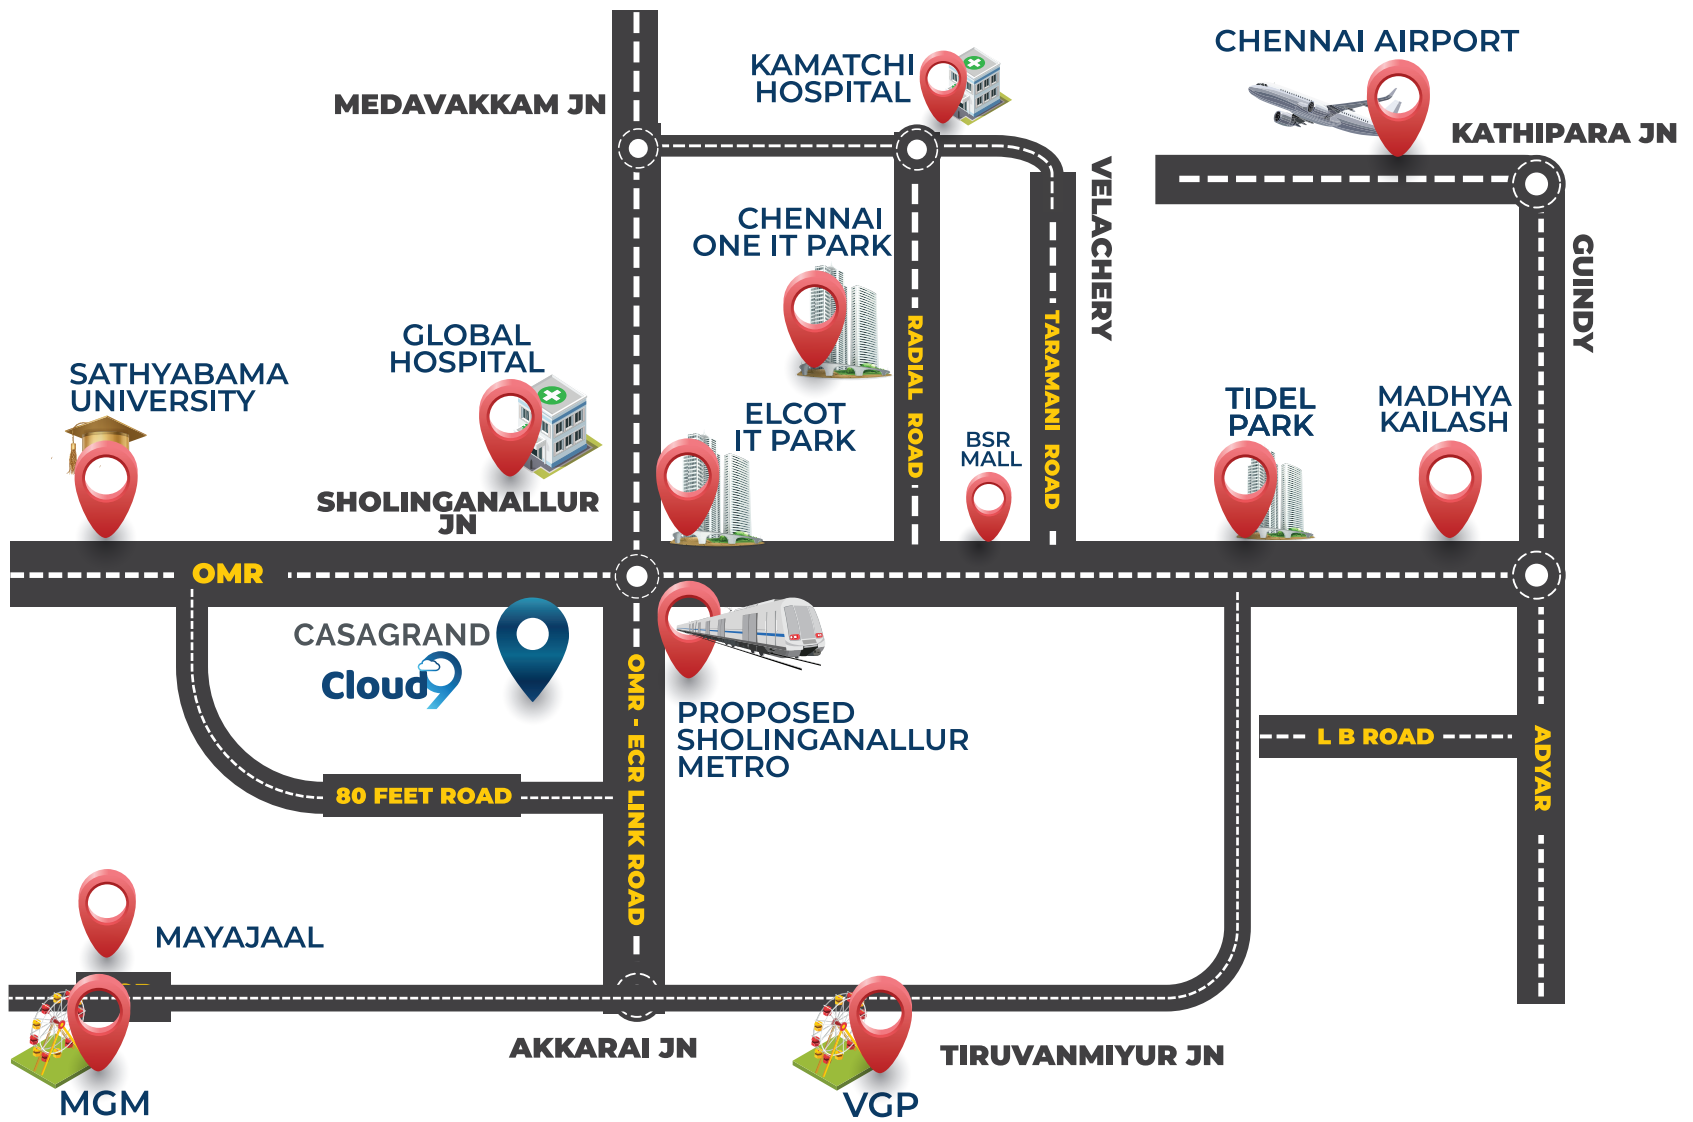 CHENNAI AIRPORT
KAMATCHI
HOSPITAL
MEDAVAKKAM JN
KATHIPARA JN
VELACHERY
CHENNAI
ONE IT PARK
GUINDY
GLOBAL
HOSPITAL
RADIAL ROAD
TARAMANI ROAD
SATHYABAMA
UNIVERSITY
ELCOT
IT PARK
BSR
MALL
TIDEL
PARK
MADHYA
KAILASH
SHOLINGANALLUR
JN
OMR
CASAGRAND
Cloud9
OMR - ECR LINK ROAD
PROPOSED
SHOLINGANALLUR
METRO
L B ROAD
ADYAR
80 FEET ROAD
MAYAJAAL
AKKARAI JN
TIRUVANMIYUR JN
MGM
VGP